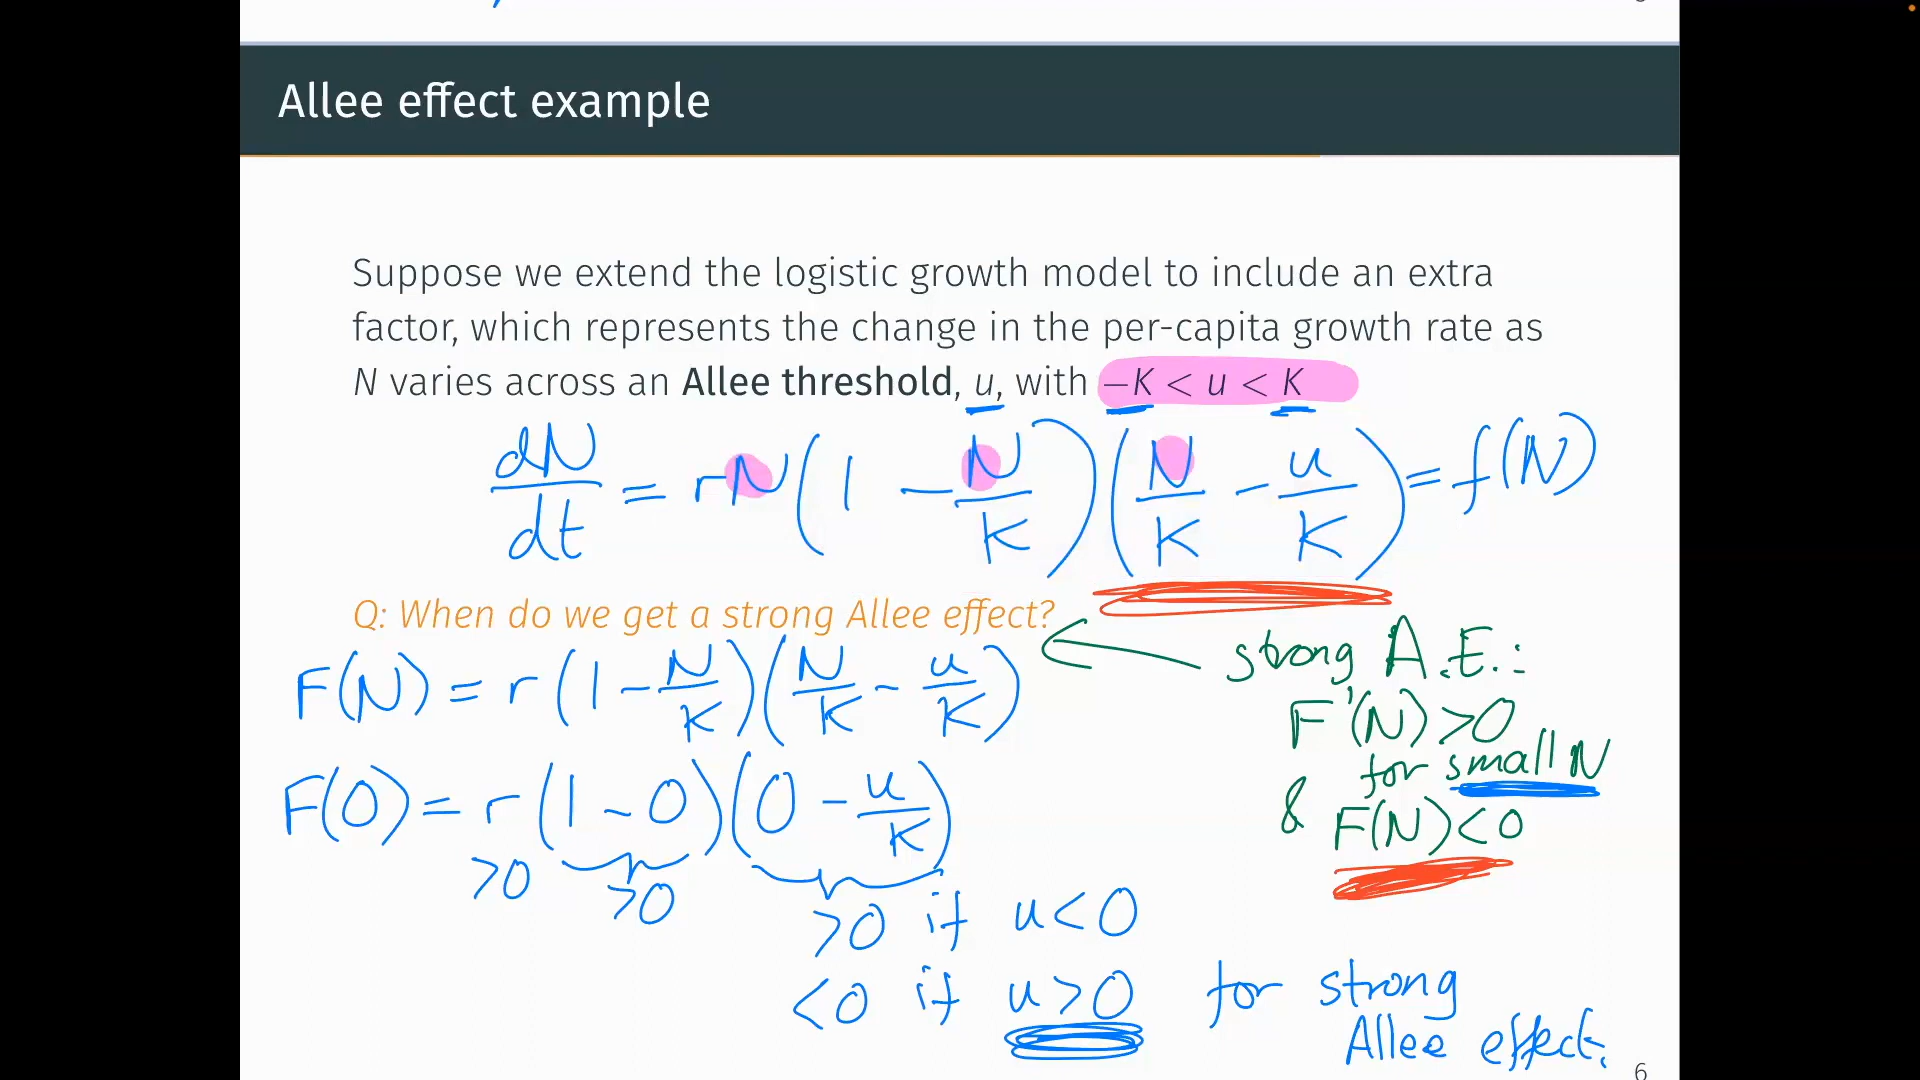 Allee effect example
Suppose we extend the logistic growth model to include an extra
factor, which represents the change in the per-capita growth rate as
N varies across an Allee threshold, u, with −K < u < K
dN/dt = rN(1 − N/K)(N/K − u/K) = f(N)
Q: When do we get a strong Allee effect?
strong A.E.:
F(N) = r(1 − N/K)(N/K − u/K)
F'(N) > 0
for small N
& F(N) < 0
F(0) = r(1 − 0)(0 − u/K)
>0 >0
>0 if u<0
<0 if u>0 for strong
Allee effect.
6